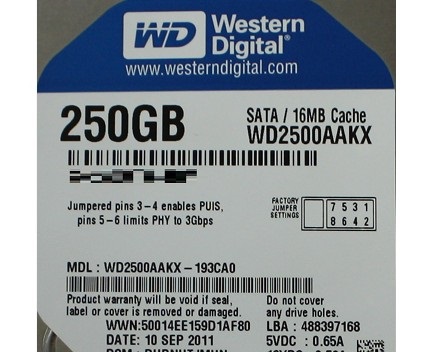 WD Western
Digital®
www.westerndigital.com
250GB
SATA / 16MB Cache
WD2500AAKX
Jumpered pins 3-4 enables PUIS,
pins 5-6 limits PHY to 3Gbps
FACTORY
JUMPER
SETTINGS
7 5 3 1
8 6 4 2
MDL : WD2500AAKX - 193CA0
Product warranty will be void if seal,
label or cover is removed or damaged.
Do not cover
any drive holes.
WWN:50014EE159D1AF80
LBA : 488397168
DATE: 10 SEP 2011
5VDC : 0.65A